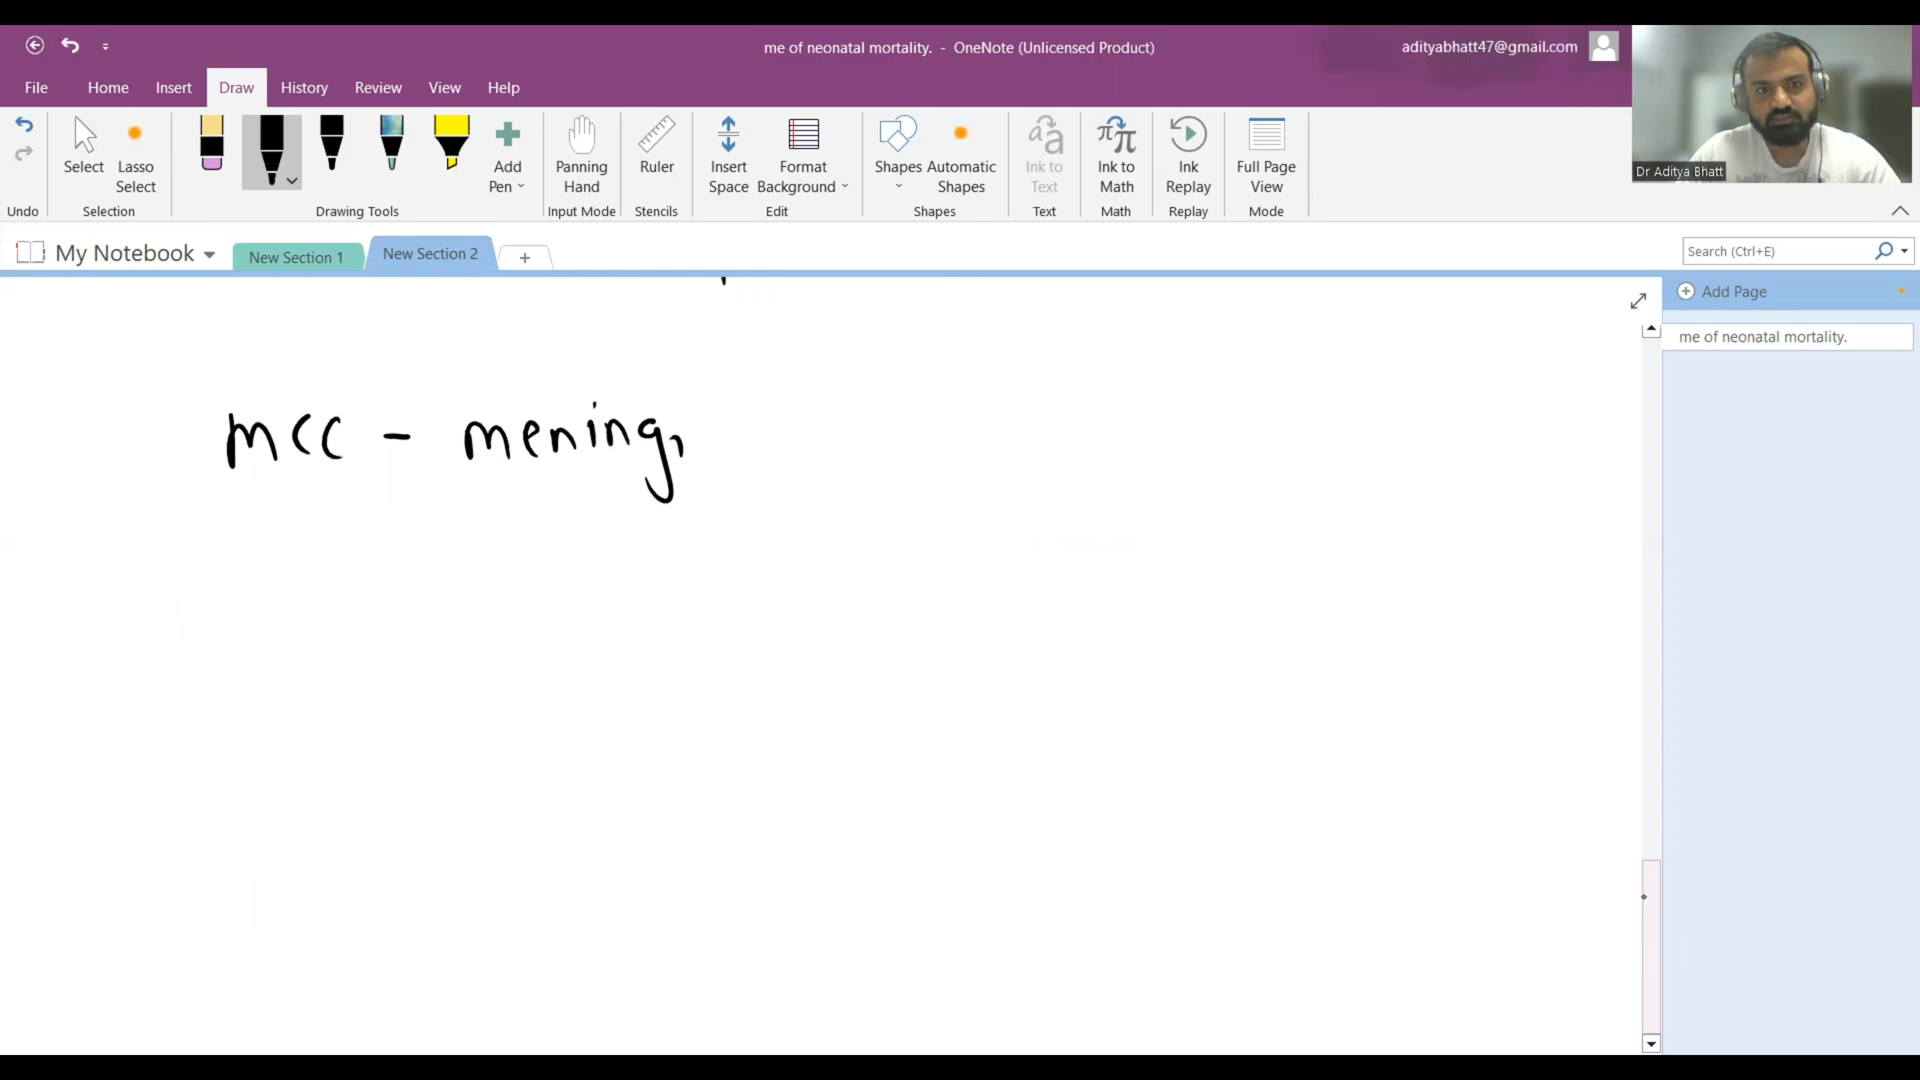 me of neonatal mortality. - OneNote (Unlicensed Product)
adityabhatt47@gmail.com
File Home Insert Draw History Review View Help
Select
Lasso Select
Add Pen
Panning Hand
Ruler
Insert Space
Format Background
Shapes
Automatic Shapes
Ink to Text
Ink to Math
Ink Replay
Full Page View
Undo Selection Drawing Tools Input Mode Stencils Edit Shapes Text Math Replay Mode
Dr Aditya Bhatt
My Notebook New Section 1 New Section 2
Search (Ctrl+E)
Add Page
me of neonatal mortality.
mcc - meningi